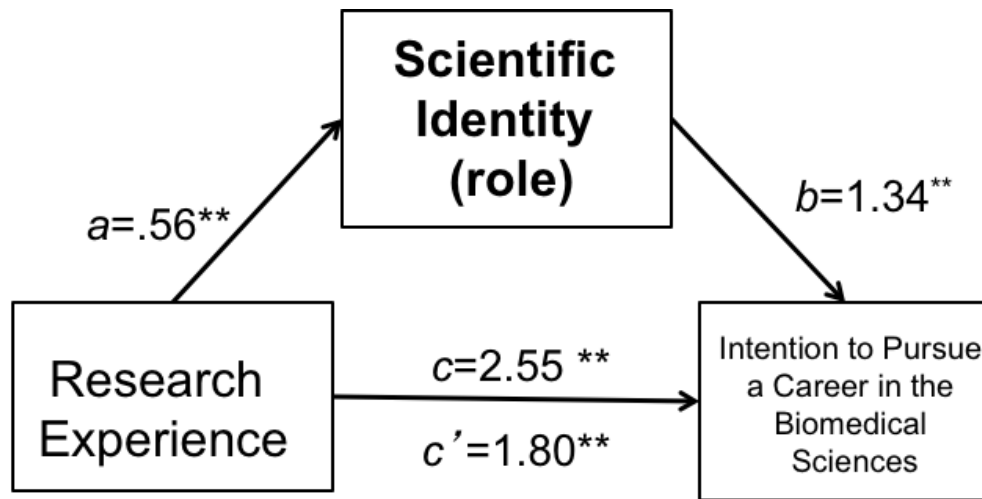 Scientific
Identity
(role)
a=.56**
b=1.34**
Research
Experience
c=2.55 **
c’=1.80**
Intention to Pursue
a Career in the
Biomedical
Sciences